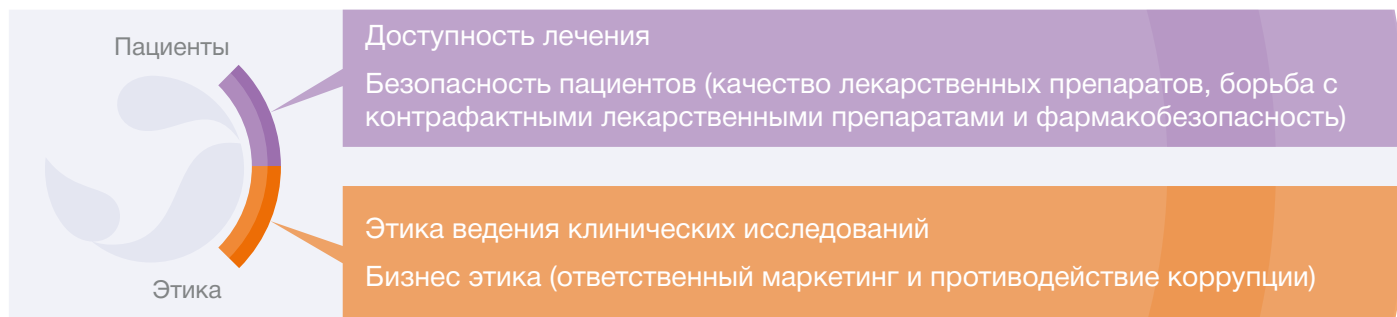 Пациенты
Доступность лечения
Безопасность пациентов (качество лекарственных препаратов, борьба с
контрафактными лекарственными препаратами и фармакобезопасность)
Этика ведения клинических исследований
Бизнес этика (ответственный маркетинг и противодействие коррупции)
Этика